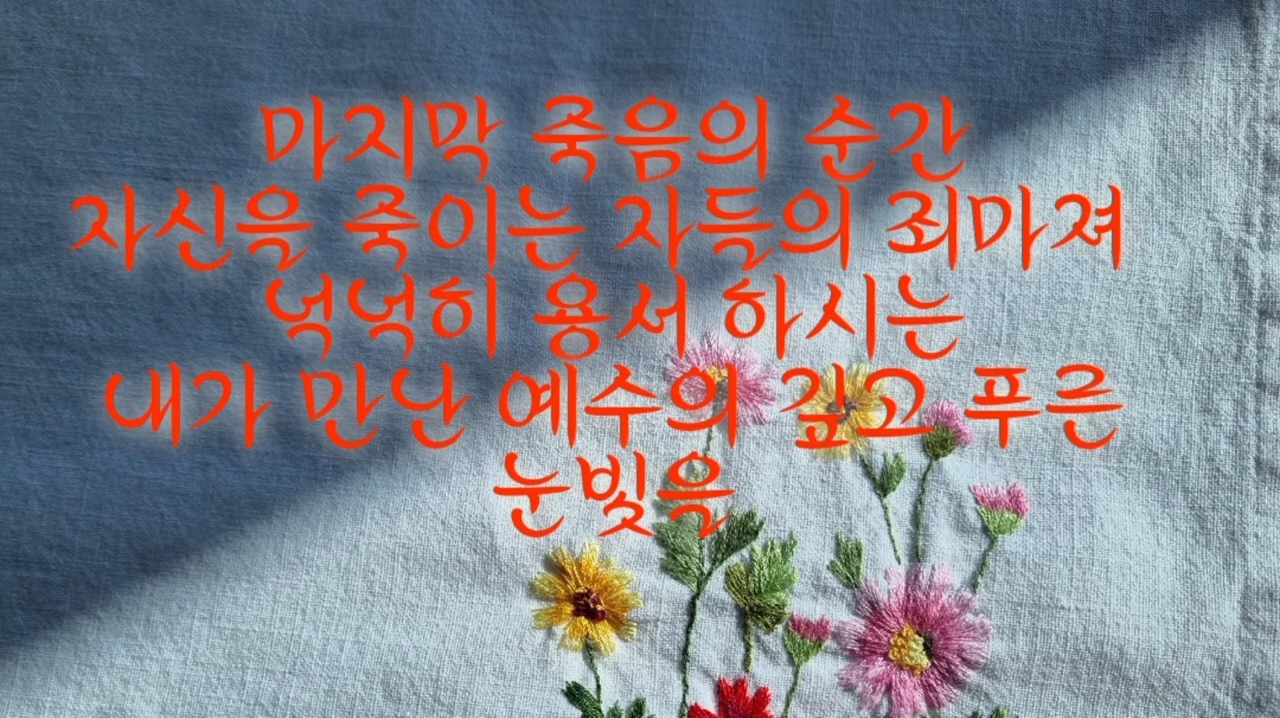 마지막 죽음의 순간
자신을 죽이는 자들의 죄마져
넉넉히 용서 하시는
내가 만난 예수의 깊고 푸른
눈빛을